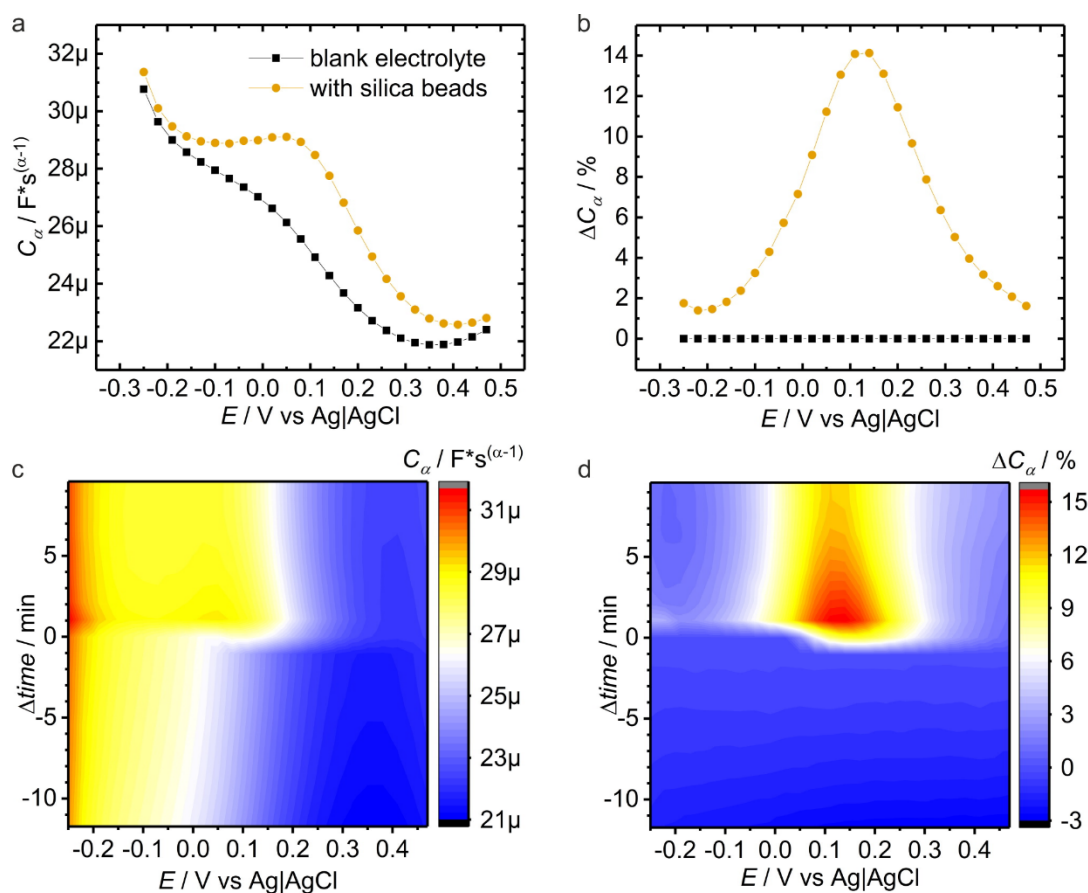 a
32µ
30µ
28µ
26µ
24µ
22µ
Cα / F*s(α-1)
blank electrolyte
with silica beads
-0.3 -0.2 -0.1 0.0 0.1 0.2 0.3 0.4 0.5
E / V vs Ag|AgCl
b
14
12
10
8
6
4
2
0
ΔCα / %
-0.3 -0.2 -0.1 0.0 0.1 0.2 0.3 0.4 0.5
E / V vs Ag|AgCl
c
Cα / F*s(α-1)
31µ
29µ
27µ
25µ
23µ
21µ
5
0
-5
-10
Δtime / min
-0.2 -0.1 0.0 0.1 0.2 0.3 0.4
E / V vs Ag|AgCl
d
ΔCα / %
15
12
9
6
3
0
-3
5
0
-5
-10
Δtime / min
-0.2 -0.1 0.0 0.1 0.2 0.3 0.4
E / V vs Ag|AgCl